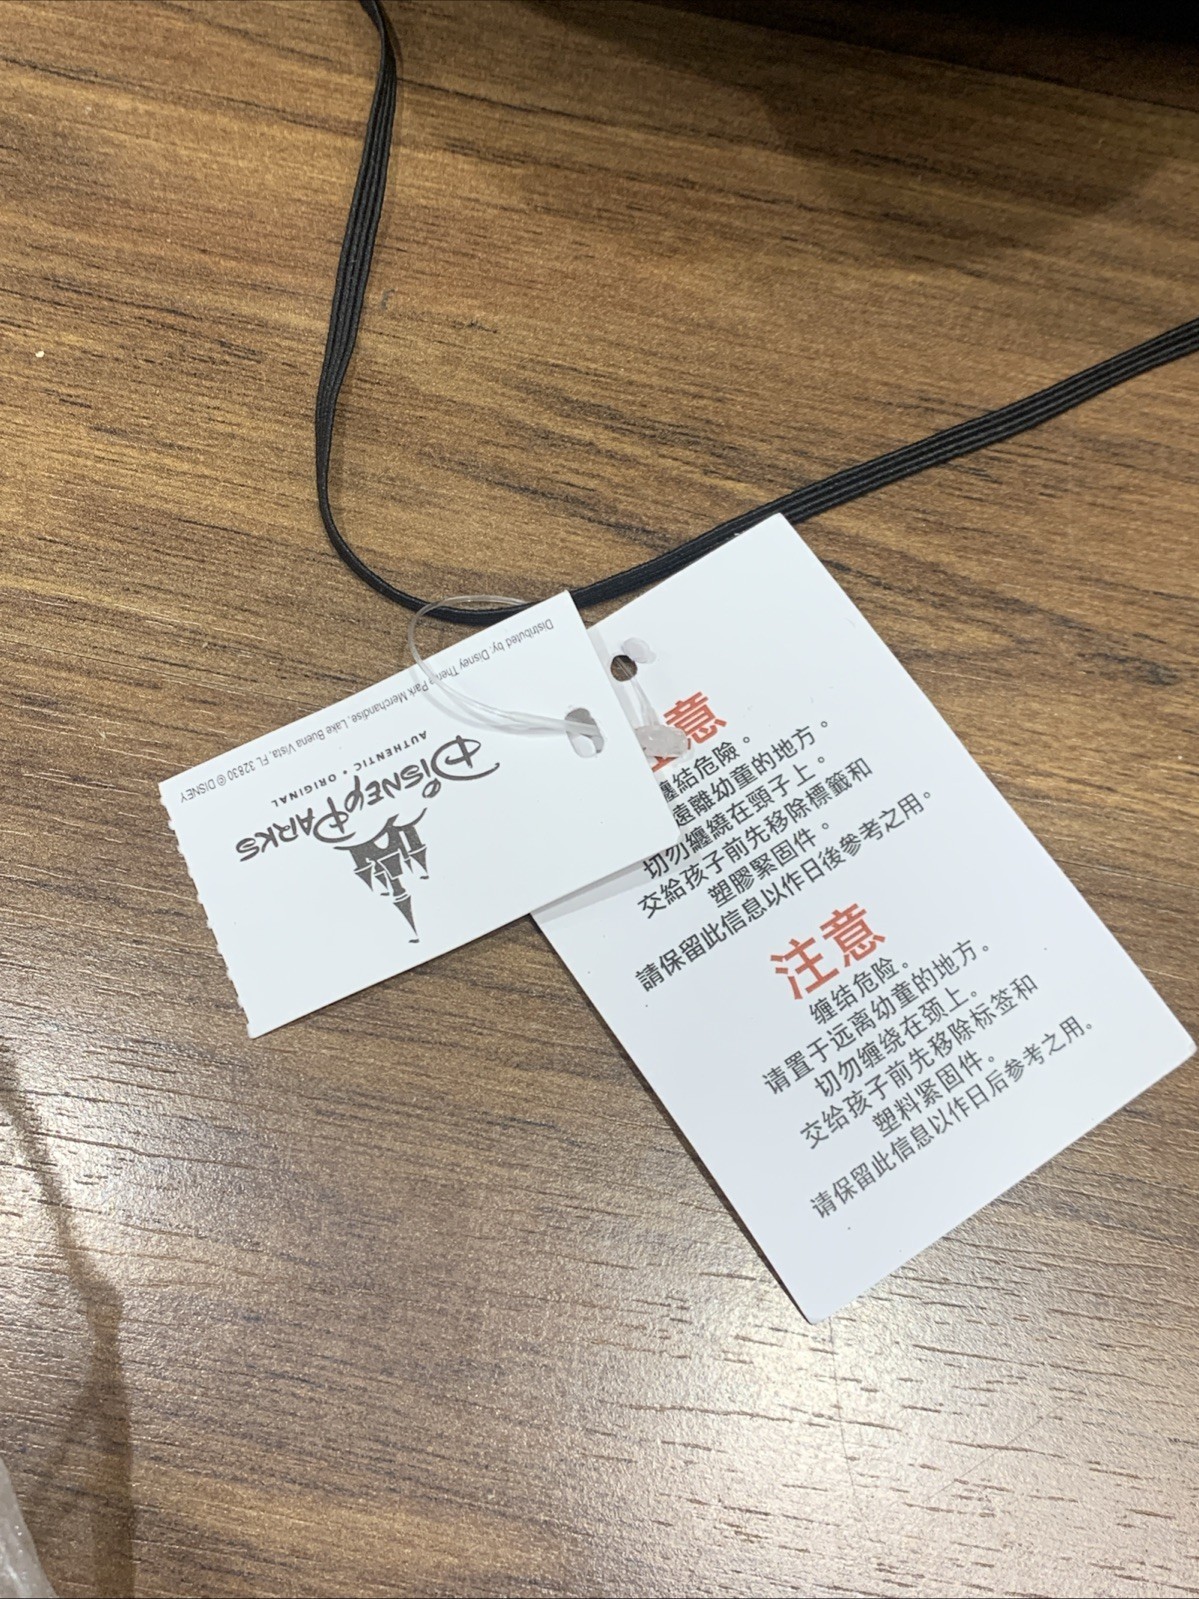 Distributed by: Disney Theme Park Merchandise, Lake Buena Vista, FL 32830 © DISNEY
DISNEY PARKS
AUTHENTIC • ORIGINAL
意
纏結危險。
遠離幼童的地方。
切勿纏繞在頸子上。
交給孩子前先移除標籤和
塑膠緊固件。
請保留此信息以作日後參考之用。
注意
缠结危险。
请置于远离幼童的地方。
切勿缠绕在颈上。
交给孩子前先移除标签和
塑料紧固件。
请保留此信息以作日后参考之用。